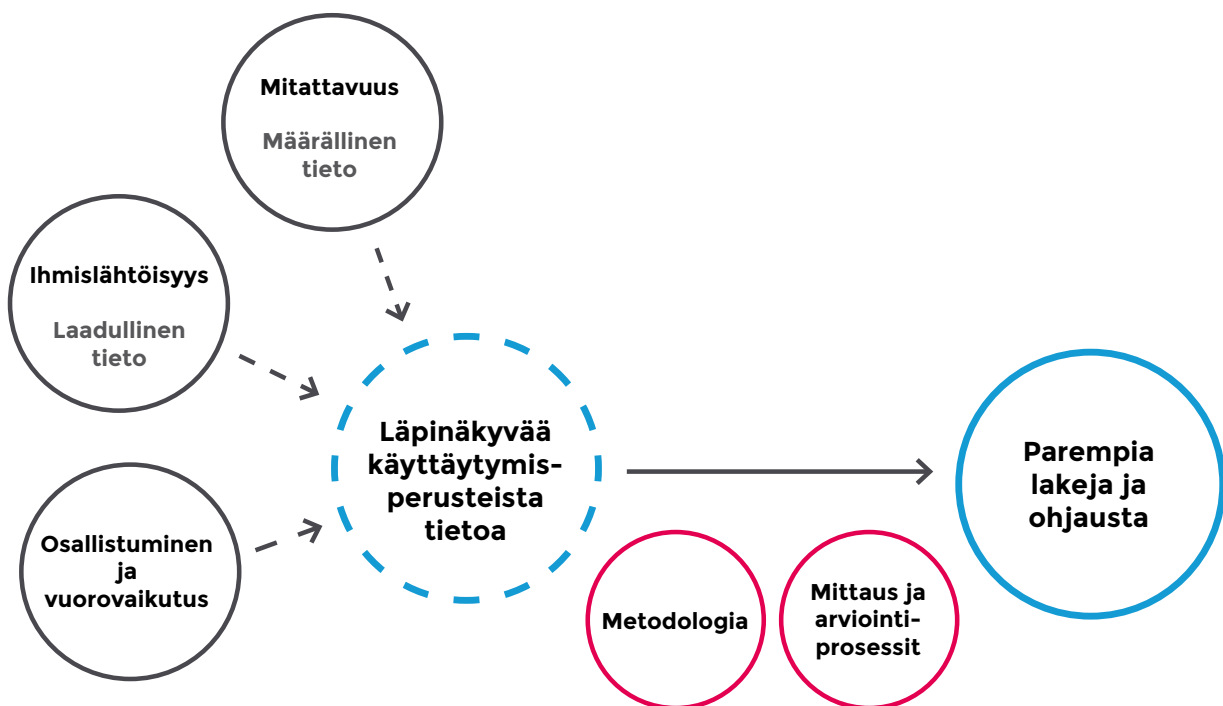 Mitattavuus
Määrällinen
tieto
Ihmislähtöisyys
Laadullinen
tieto
Osallistuminen
ja
vuorovaikutus
Läpinäkyvää
käyttäytymis-
perusteista
tietoa
Metodologia
Mittaus ja
arviointi-
prosessit
Parempia
lakeja ja
ohjausta